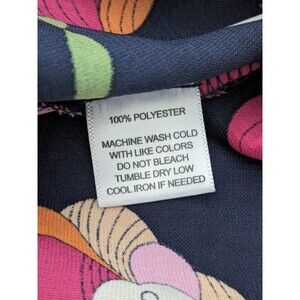 100% POLYESTER
MACHINE WASH COLD
WITH LIKE COLORS
DO NOT BLEACH
TUMBLE DRY LOW
COOL IRON IF NEEDED